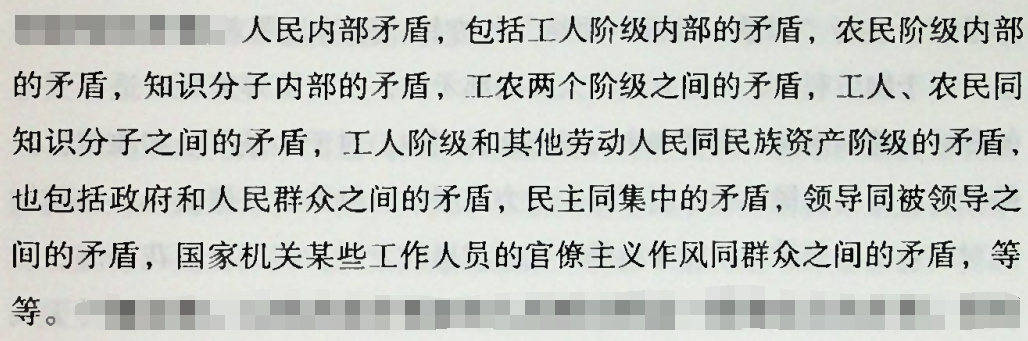 人民内部矛盾，包括工人阶级内部的矛盾，农民阶级内部
的矛盾，知识分子内部的矛盾，工农两个阶级之间的矛盾，工人、农民同
知识分子之间的矛盾，工人阶级和其他劳动人民同民族资产阶级的矛盾，
也包括政府和人民群众之间的矛盾，民主同集中的矛盾，领导同被领导之
间的矛盾，国家机关某些工作人员的官僚主义作风同群众之间的矛盾，等
等。